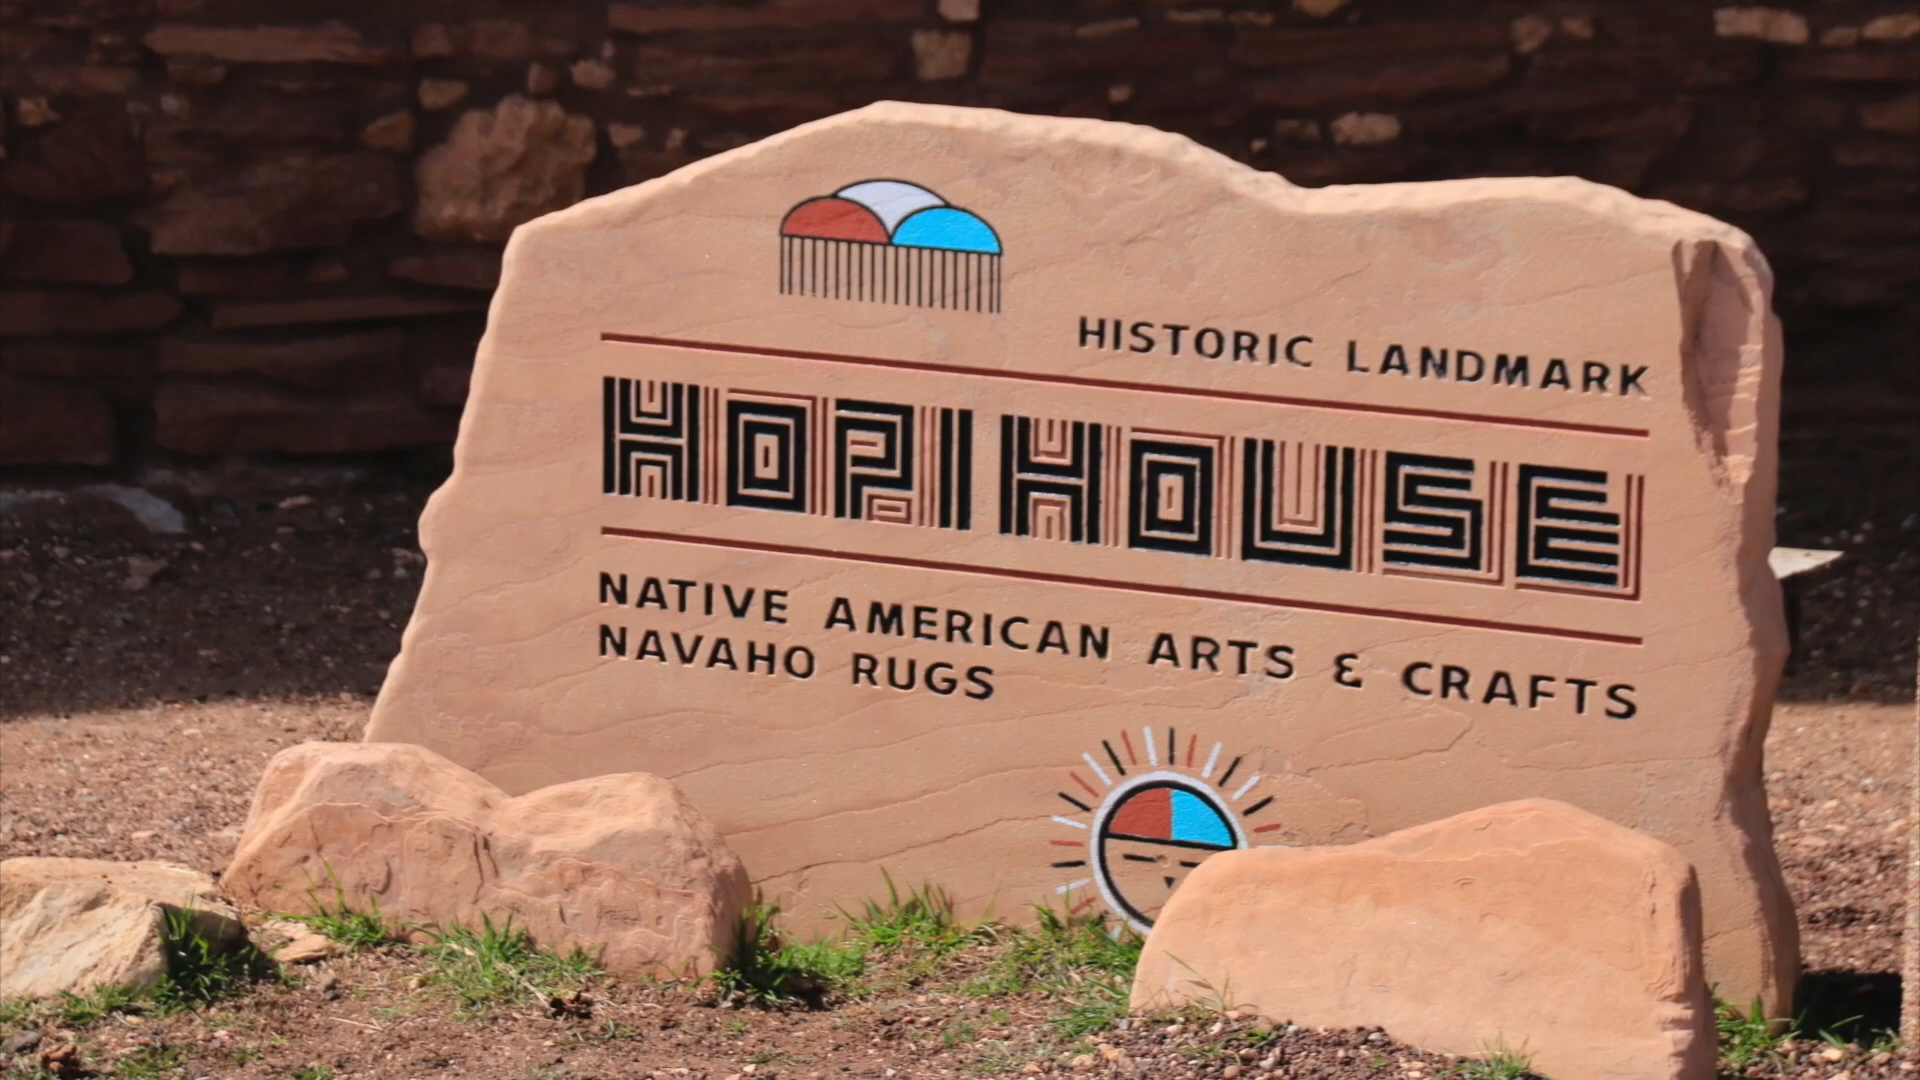 HISTORIC LANDMARK
HOPI HOUSE
NATIVE AMERICAN ARTS & CRAFTS
NAVAHO RUGS